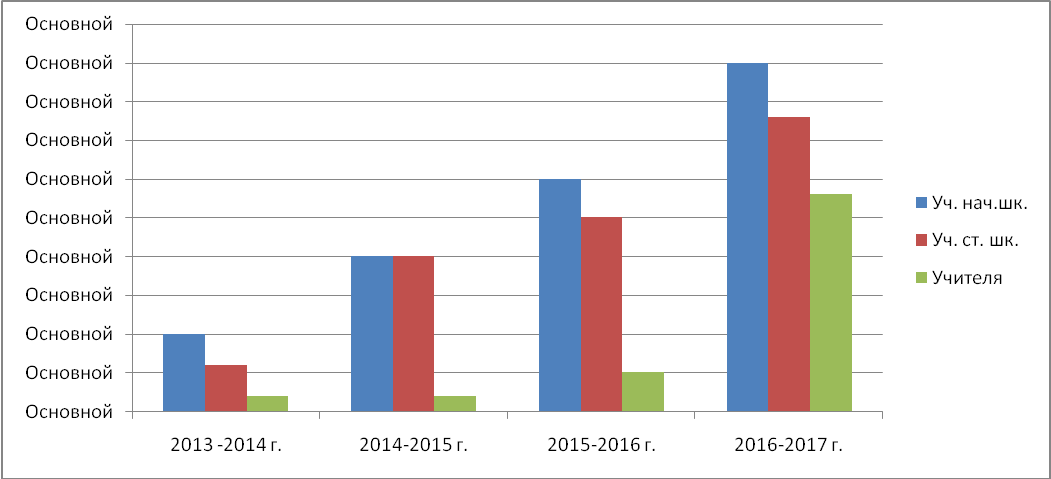 Основной
Основной
Основной
Основной
Основной
Основной
Основной
Основной
Основной
Основной
Основной
2013 -2014 г.
2014-2015 г.
2015-2016 г.
2016-2017 г.
Уч. нач.шк.
Уч. ст. шк.
Учителя